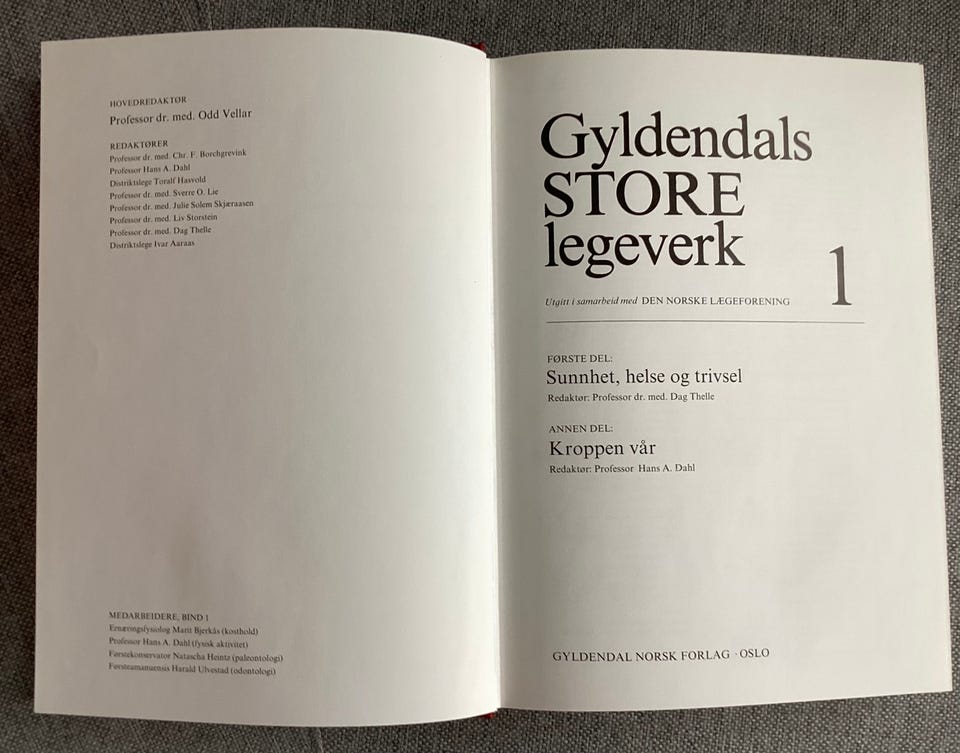 HOVEDREDAKTØR
Professor dr. med. Odd Vellar
REDAKTØRER
Professor dr. med. Chr. F. Borchgrevink
Professor Hans A. Dahl
Distriktslege Toralf Hasvold
Professor dr. med. Sverre O. Lie
Professor dr. med. Julie Solem Skjæraasen
Professor dr. med. Liv Storstein
Professor dr. med. Dag Thelle
Distriktslege Ivar Aaraas
MEDARBEIDERE, BIND 1
Ernæringsfysiolog Marit Bjerkås (kosthold)
Professor Hans A. Dahl (fysisk aktivitet)
Førstekonservator Natascha Heintz (paleontologi)
Førsteamanuensis Harald Ulvestad (odontologi)
Gyldendals
STORE
legeverk 1
Utgitt i samarbeid med DEN NORSKE LÆGEFORENING
FØRSTE DEL:
Sunnhet, helse og trivsel
Redaktør: Professor dr. med. Dag Thelle
ANNEN DEL:
Kroppen vår
Redaktør: Professor Hans A. Dahl
GYLDENDAL NORSK FORLAG · OSLO